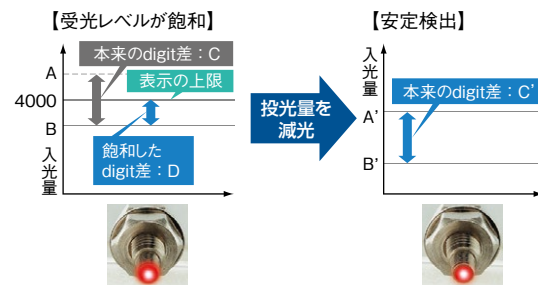 【受光レベルが飽和】
本来のdigit差：C
A
表示の上限
4000
B
飽和した
digit差：D
入光量
投光量を
減光
【安定検出】
入光量
本来のdigit差：C'
A'
B'